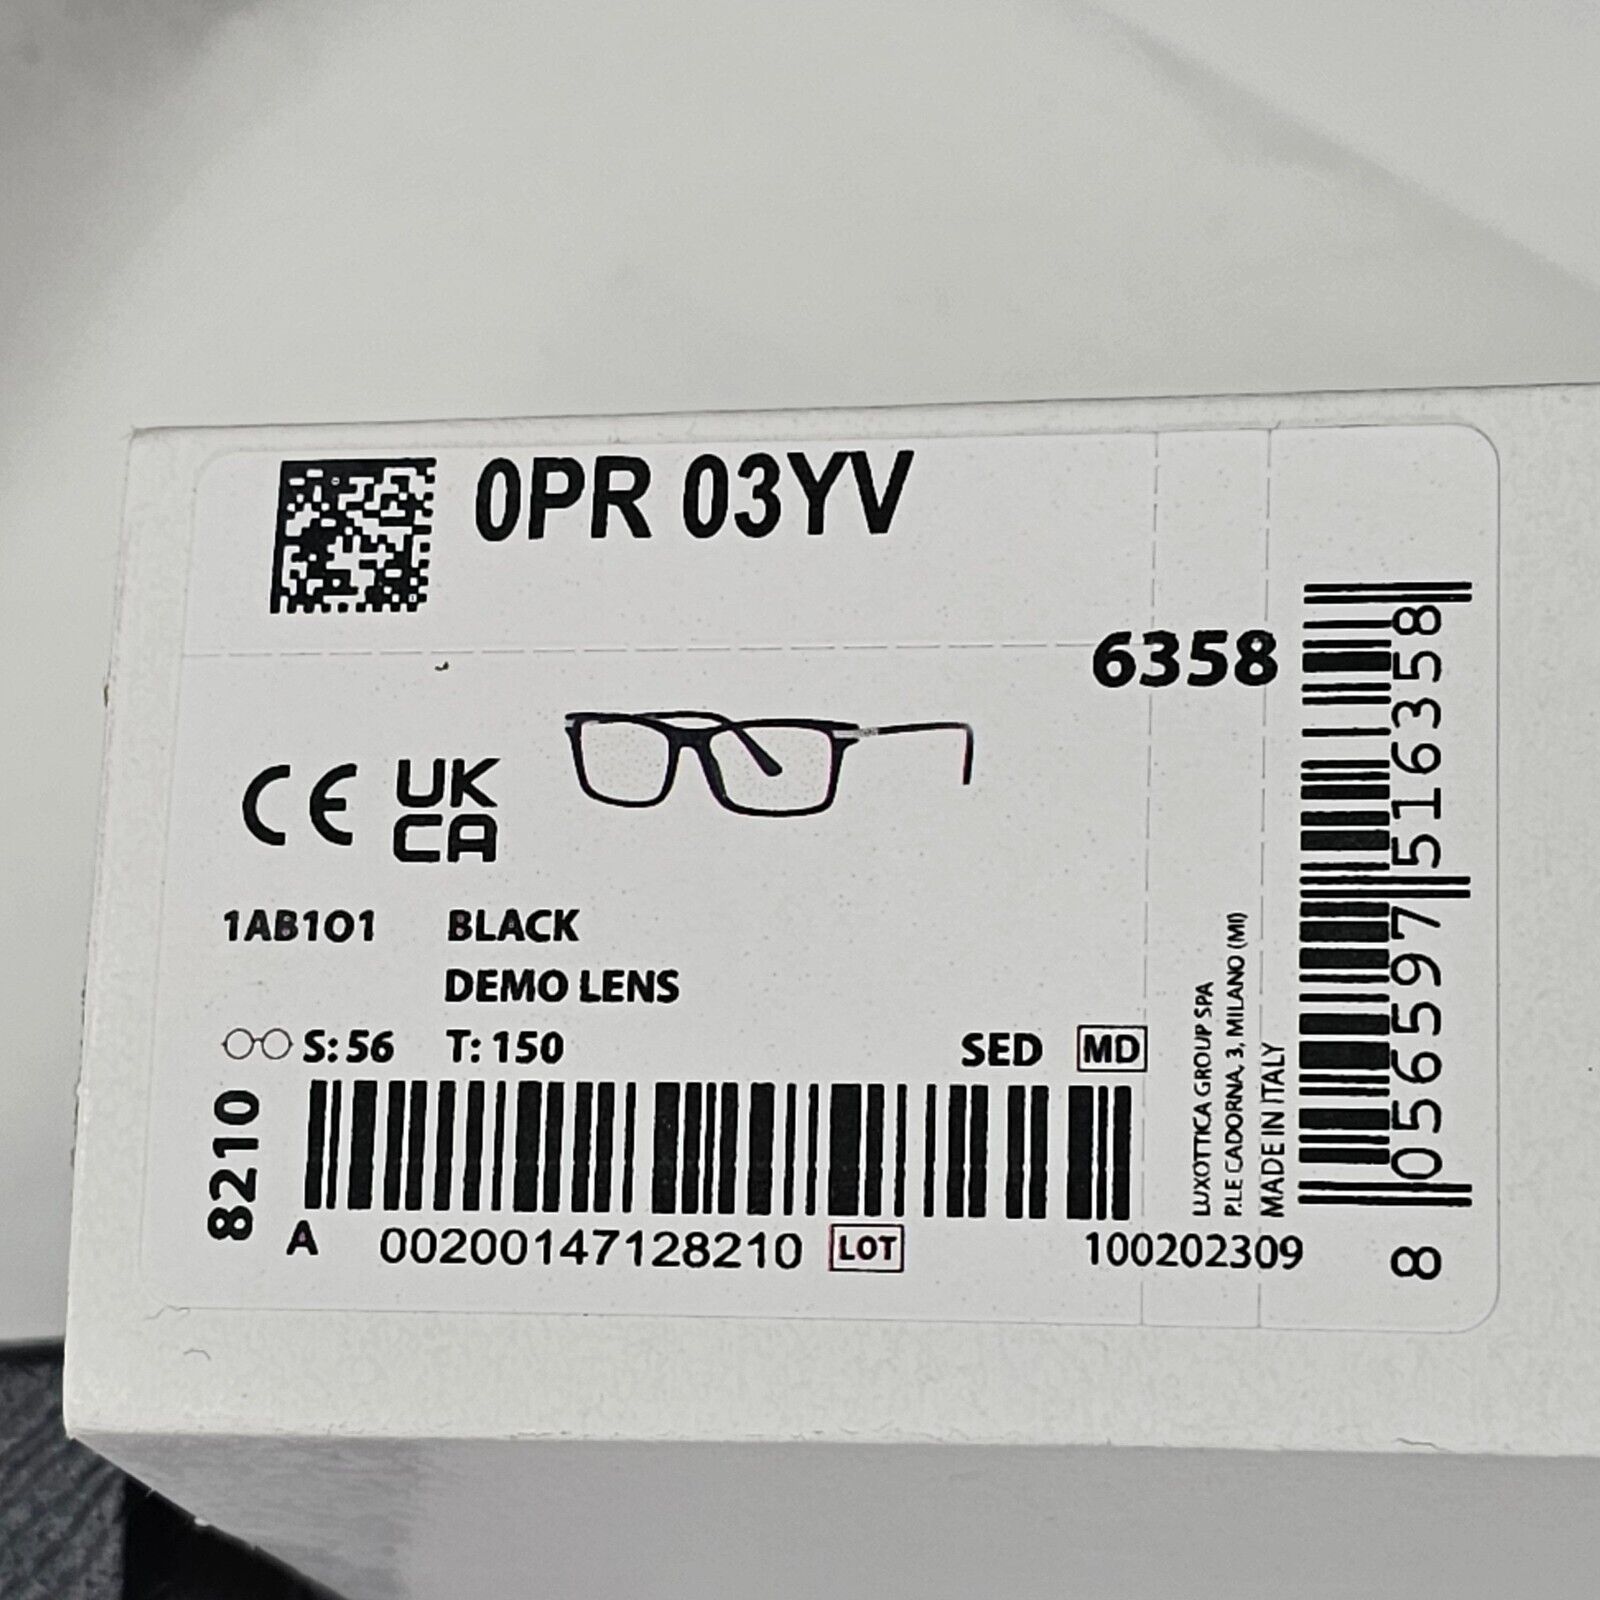 0PR 03YV
6358
CE UK
CA
1AB1O1 BLACK
DEMO LENS
S: 56 T: 150 SED MD
8210
A 00200147128210 LOT 100202309
LUXOTTICA GROUP SPA
P.LE CADORNA, 3, MILANO (MI)
MADE IN ITALY
8 056597 516358